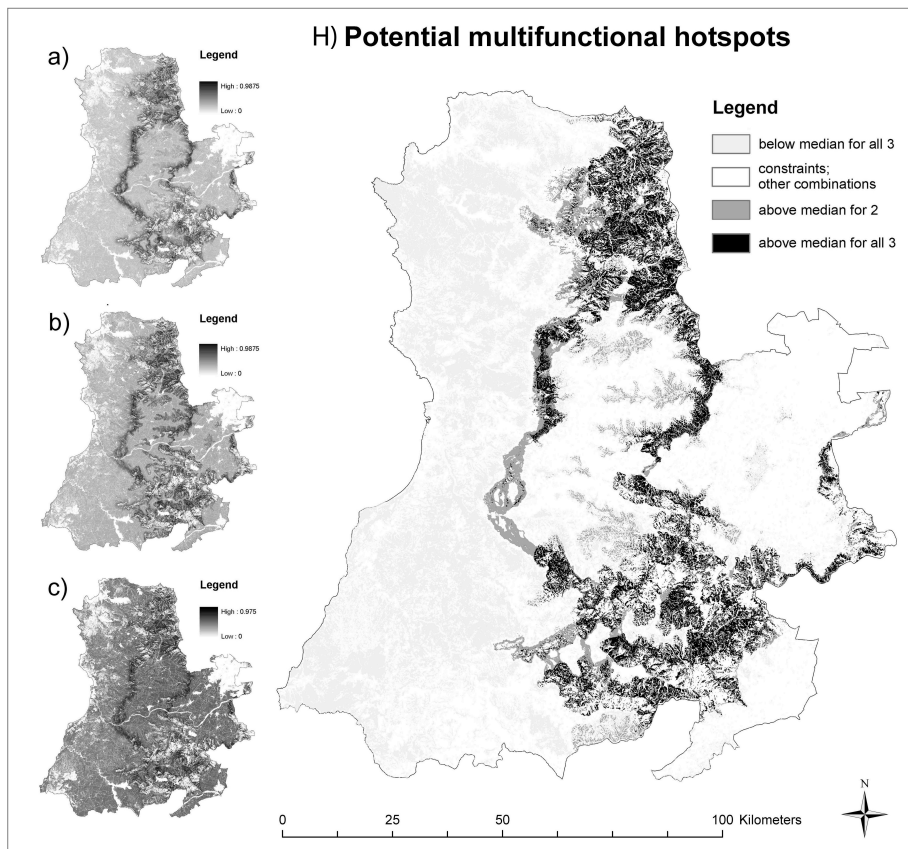 H) Potential multifunctional hotspots
a)
Legend
High : 0.9875
Low : 0
b)
Legend
High : 0.9875
Low : 0
c)
Legend
High : 0.975
Low : 0
Legend
below median for all 3
constraints;
other combinations
above median for 2
above median for all 3
N
0 25 50 100 Kilometers